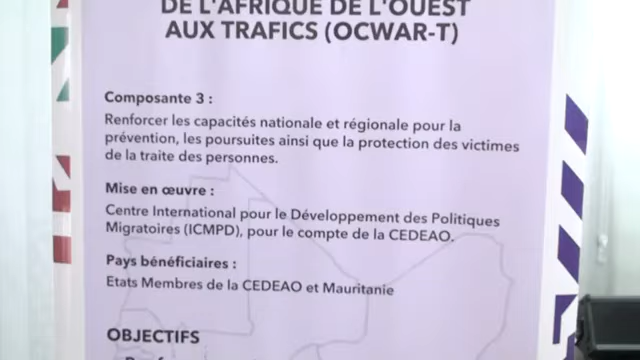 DE L'AFRIQUE DE L'OUEST
AUX TRAFICS (OCWAR-T)
Composante 3 :
Renforcer les capacités nationale et régionale pour la
prévention, les poursuites ainsi que la protection des victimes
de la traite des personnes.
Mise en œuvre :
Centre International pour le Développement des Politiques
Migratoires (ICMPD), pour le compte de la CEDEAO.
Pays bénéficiaires :
Etats Membres de la CEDEAO et Mauritanie
OBJECTIFS